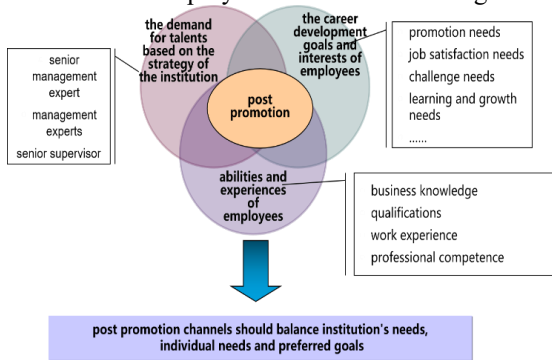 the demand
for talents
based on the
strategy of
the institution
the career
development
goals and
interests of
employees
senior
management
expert
management
experts
senior supervisor
promotion needs
job satisfaction needs
challenge needs
learning and growth
needs
......
post
promotion
abilities and
experiences
of
employees
business knowledge
qualifications
work experience
professional competence
post promotion channels should balance institution's needs,
individual needs and preferred goals